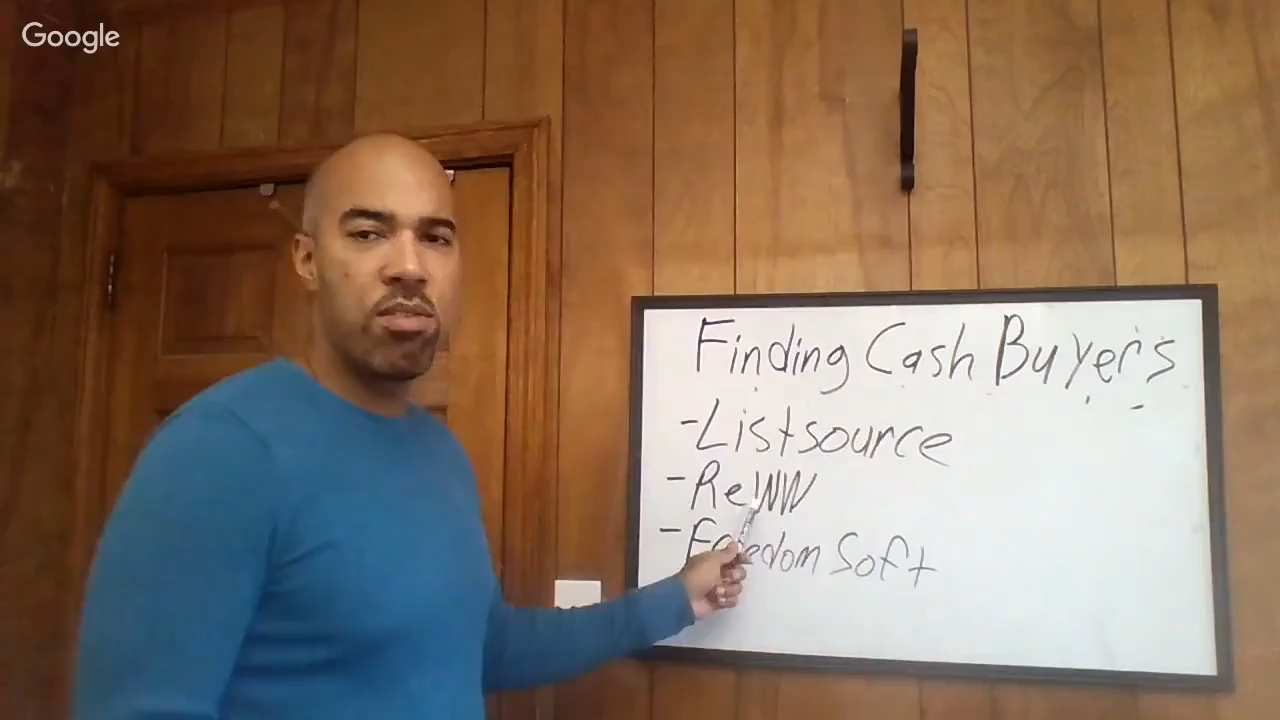 Google
Finding Cash Buyers
- Listsource
- ReWW
- Freedom Soft